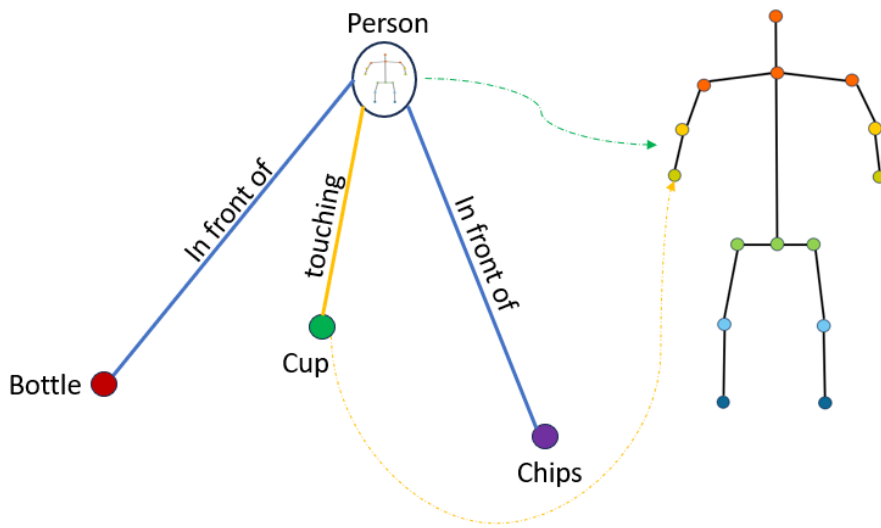 Person
In front of
touching
In front of
Cup
Bottle
Chips